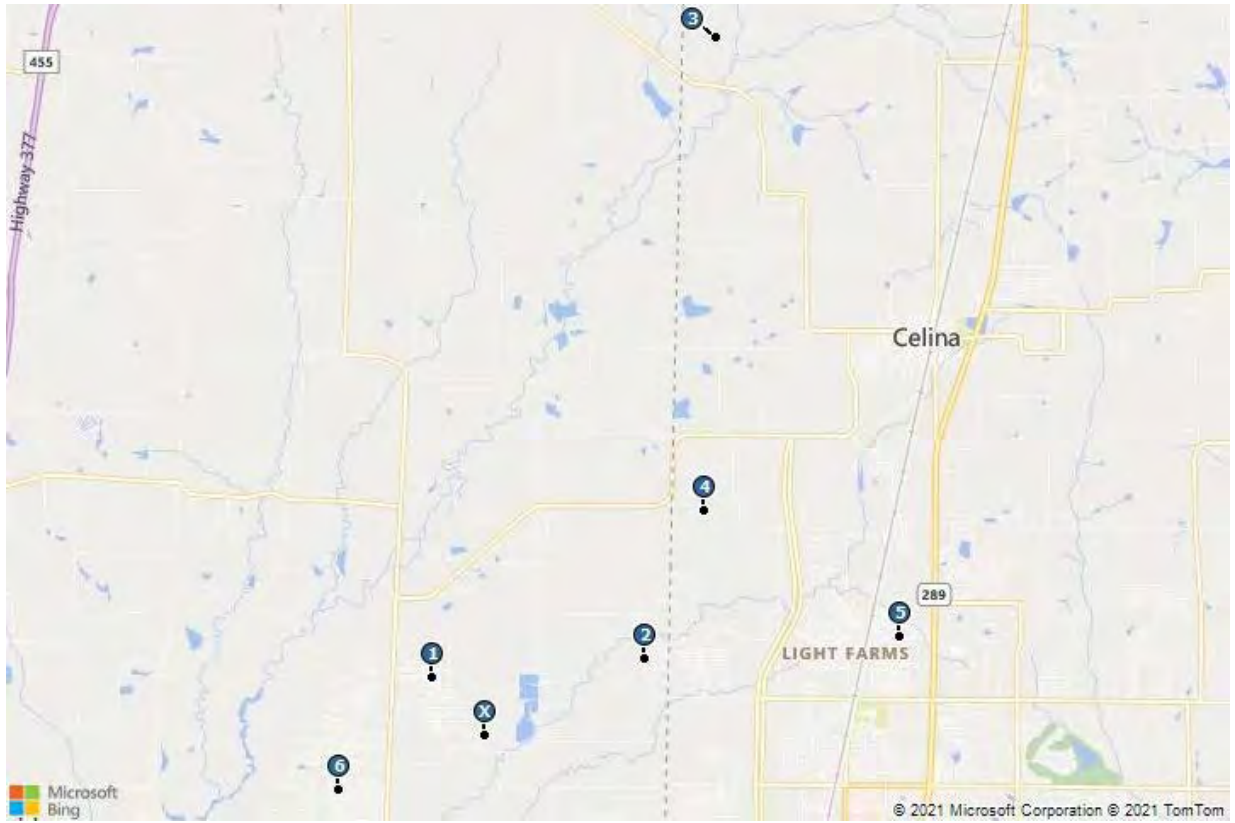 3
455
Highway 377
Celina
4
289
5
2
1
LIGHT FARMS
X
6
Microsoft
Bing
© 2021 Microsoft Corporation © 2021 TomTom